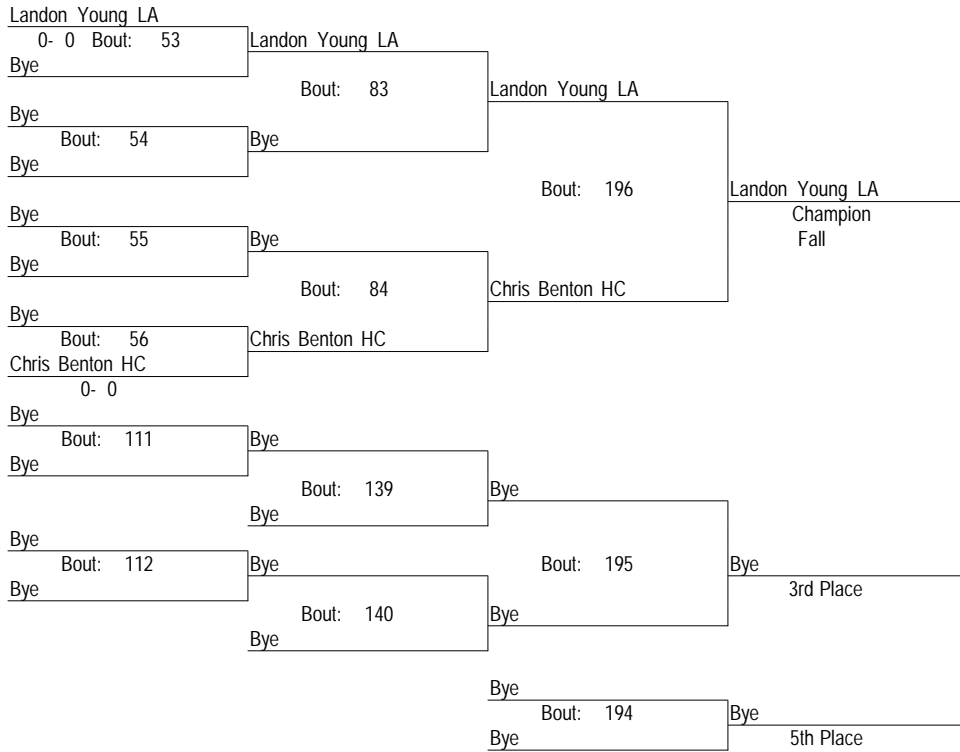 Landon Young LA
0- 0 Bout: 53
Landon Young LA
Bye
Bout: 83
Landon Young LA
Bye
Bout: 54
Bye
Bye
Bout: 196
Landon Young LA
Champion
Fall
Bye
Bout: 55
Bye
Bye
Bout: 84
Chris Benton HC
Bye
Bout: 56
Chris Benton HC
Chris Benton HC
0- 0
Bye
Bout: 111
Bye
Bye
Bout: 139
Bye
Bye
Bye
Bout: 112
Bye
Bout: 195
Bye
Bye
3rd Place
Bout: 140
Bye
Bye
Bye
Bout: 194
Bye
Bye
5th Place